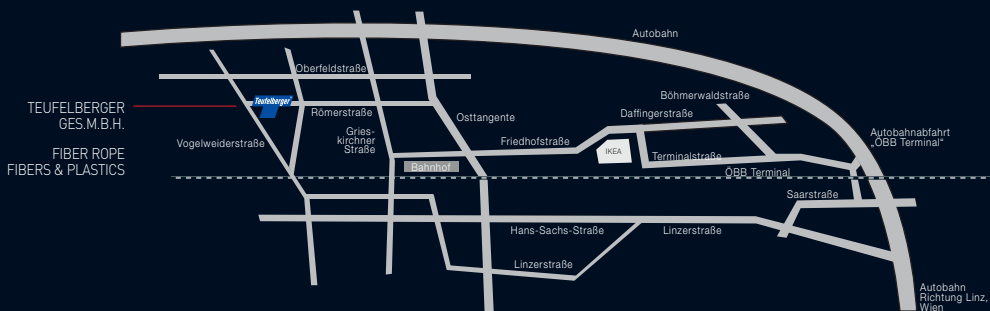 Autobahn
Oberfeldstraße
Böhmerwaldstraße
TEUFELBERGER
GES.M.B.H.
Teufelberger
Römerstraße
Daffingerstraße
Osttangente
Gries-
kirchner
Straße
Vogelweiderstraße
Friedhofstraße
Autobahnabfahrt
„ÖBB Terminal“
FIBER ROPE
FIBERS & PLASTICS
IKEA
Terminalstraße
Bahnhof
ÖBB Terminal
Saarstraße
Hans-Sachs-Straße
Linzerstraße
Linzerstraße
Autobahn
Richtung Linz,
Wien